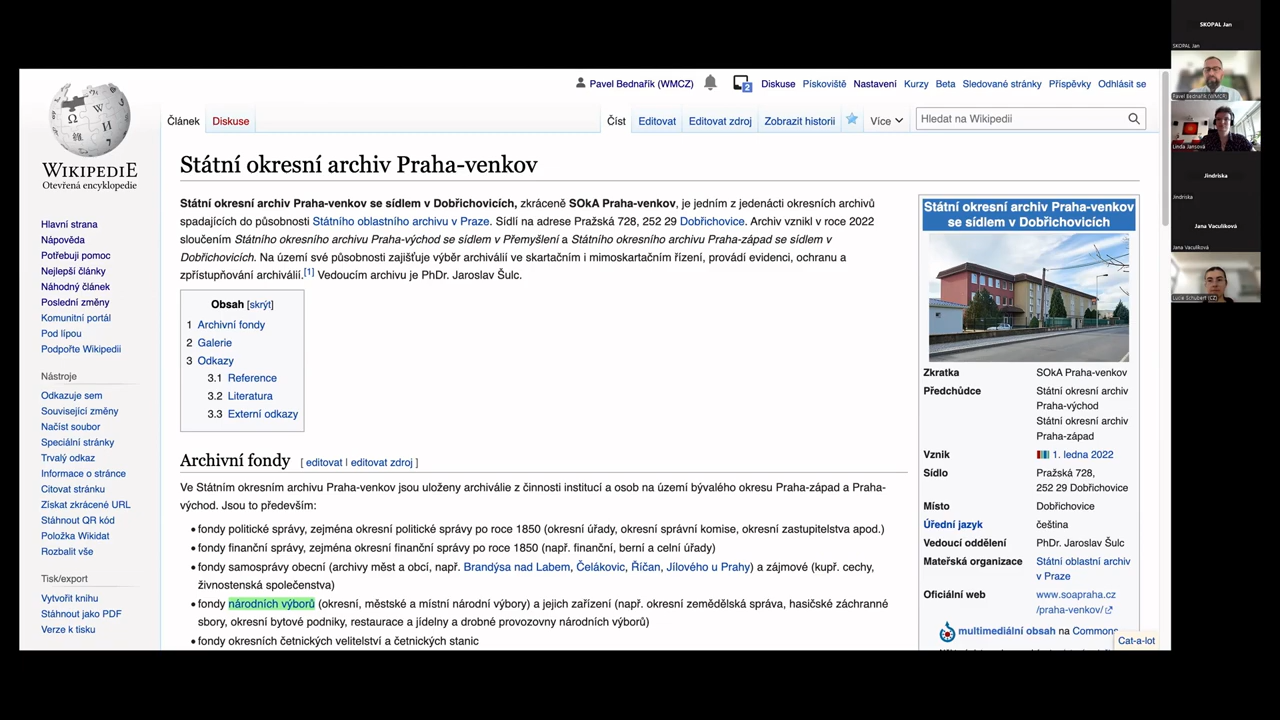 SKOPAL Jan
SKOPAL Jan
Pavel Bednařík (WMCZ)
2
Diskuse
Pískoviště
Nastavení
Kurzy
Beta
Sledované stránky
Příspěvky
Odhlásit se
Pavel Bednařík (WMCZ)
Článek
Diskuse
Číst
Editovat
Editovat zdroj
Zobrazit historii
Více
Hledat na Wikipedii
Linda Jansová
WIKIPEDIE
Otevřená encyklopedie
Státní okresní archiv Praha-venkov
Jindriska
Jindriska
Jana Vaculíková
Jana Vaculíková
Lucie Schubert (CZ)
Hlavní strana
Nápověda
Potřebuji pomoc
Nejlepší články
Náhodný článek
Poslední změny
Komunitní portál
Pod lípou
Podpořte Wikipedii
Nástroje
Odkazuje sem
Související změny
Načíst soubor
Speciální stránky
Trvalý odkaz
Informace o stránce
Citovat stránku
Získat zkrácené URL
Stáhnout QR kód
Položka Wikidat
Rozbalit vše
Tisk/export
Vytvořit knihu
Stáhnout jako PDF
Verze k tisku
Státní okresní archiv Praha-venkov se sídlem v Dobřichovicích, zkráceně SOkA Praha-venkov, je jedním z jedenácti okresních archivů
spadajících do působnosti Státního oblastního archivu v Praze. Sídlí na adrese Pražská 728, 252 29 Dobřichovice. Archiv vznikl v roce 2022
sloučením Státního okresního archivu Praha-východ se sídlem v Přemyšlení a Státního okresního archivu Praha-západ se sídlem v
Dobřichovicích. Na území své působnosti zajišťuje výběr archiválií ve skartačním i mimoskartačním řízení, provádí evidenci, ochranu a
zpřístupňování archiválií.[1] Vedoucím archivu je PhDr. Jaroslav Šulc.
Obsah [skrýt]
1 Archivní fondy
2 Galerie
3 Odkazy
3.1 Reference
3.2 Literatura
3.3 Externí odkazy
Archivní fondy [ editovat | editovat zdroj ]
Ve Státním okresním archivu Praha-venkov jsou uloženy archiválie z činnosti institucí a osob na území bývalého okresu Praha-západ a Praha-
východ. Jsou to především:
• fondy politické správy, zejména okresní politické správy po roce 1850 (okresní úřady, okresní správní komise, okresní zastupitelstva apod.)
• fondy finanční správy, zejména okresní finanční správy po roce 1850 (např. finanční, berní a celní úřady)
• fondy samosprávy obecní (archivy měst a obcí, např. Brandýsa nad Labem, Čelákovic, Říčan, Jílového u Prahy) a zájmové (kupř. cechy,
živnostenská společenstva)
• fondy národních výborů (okresní, městské a místní národní výbory) a jejich zařízení (např. okresní zemědělská správa, hasičské záchranné
sbory, okresní bytové podniky, restaurace a jídelny a drobné provozovny národních výborů)
• fondy okresních četnických velitelství a četnických stanic
Státní okresní archiv Praha-venkov
se sídlem v Dobřichovicích
Zkratka SOkA Praha-venkov
Předchůdce Státní okresní archiv
Praha-východ
Státní okresní archiv
Praha-západ
Vznik 1. ledna 2022
Sídlo Pražská 728,
252 29 Dobřichovice
Místo Dobřichovice
Úřední jazyk čeština
Vedoucí oddělení PhDr. Jaroslav Šulc
Mateřská organizace Státní oblastní archiv
v Praze
Oficiální web www.soapraha.cz
/praha-venkov/
multimediální obsah na Commons
Cat-a-lot